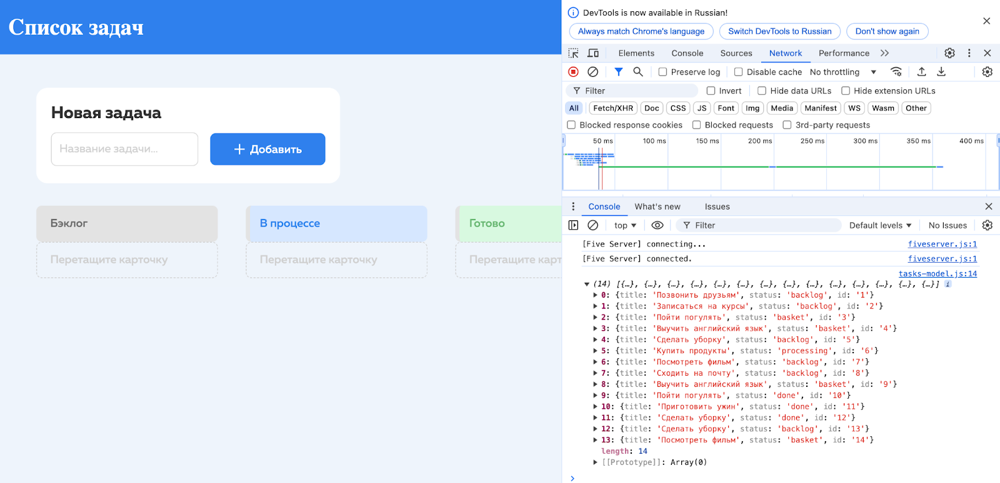 Список задач
Новая задача
Название задачи...
+ Добавить
Бэклог
В процессе
Готово
Перетащите карточку
Перетащите карточку
Перетащите карт
DevTools is now available in Russian!
Always match Chrome's language
Switch DevTools to Russian
Don't show again
Elements Console Sources Network Performance
Preserve log Disable cache No throttling
Filter Invert Hide data URLs Hide extension URLs
All Fetch/XHR Doc CSS JS Font Img Media Manifest WS Wasm Other
Blocked response cookies Blocked requests 3rd-party requests
50 ms 100 ms 150 ms 200 ms 250 ms 300 ms 350 ms 400 ms
Console What's new Issues
top Filter Default levels No Issues
[Five Server] connecting... fiveserver.js:1
[Five Server] connected. fiveserver.js:1
tasks-model.js:14
(14) [{…}, {…}, {…}, {…}, {…}, {…}, {…}, {…}, {…}, {…}, {…}, {…}, {…}, {…}] i
0: {title: 'Позвонить друзьям', status: 'backlog', id: '1'}
1: {title: 'Записаться на курсы', status: 'backlog', id: '2'}
2: {title: 'Пойти погулять', status: 'basket', id: '3'}
3: {title: 'Выучить английский язык', status: 'basket', id: '4'}
4: {title: 'Сделать уборку', status: 'backlog', id: '5'}
5: {title: 'Купить продукты', status: 'processing', id: '6'}
6: {title: 'Посмотреть фильм', status: 'backlog', id: '7'}
7: {title: 'Сходить на почту', status: 'backlog', id: '8'}
8: {title: 'Выучить английский язык', status: 'basket', id: '9'}
9: {title: 'Пойти погулять', status: 'done', id: '10'}
10: {title: 'Приготовить ужин', status: 'done', id: '11'}
11: {title: 'Сделать уборку', status: 'done', id: '12'}
12: {title: 'Сделать уборку', status: 'backlog', id: '13'}
13: {title: 'Посмотреть фильм', status: 'basket', id: '14'}
length: 14
[[Prototype]]: Array(0)